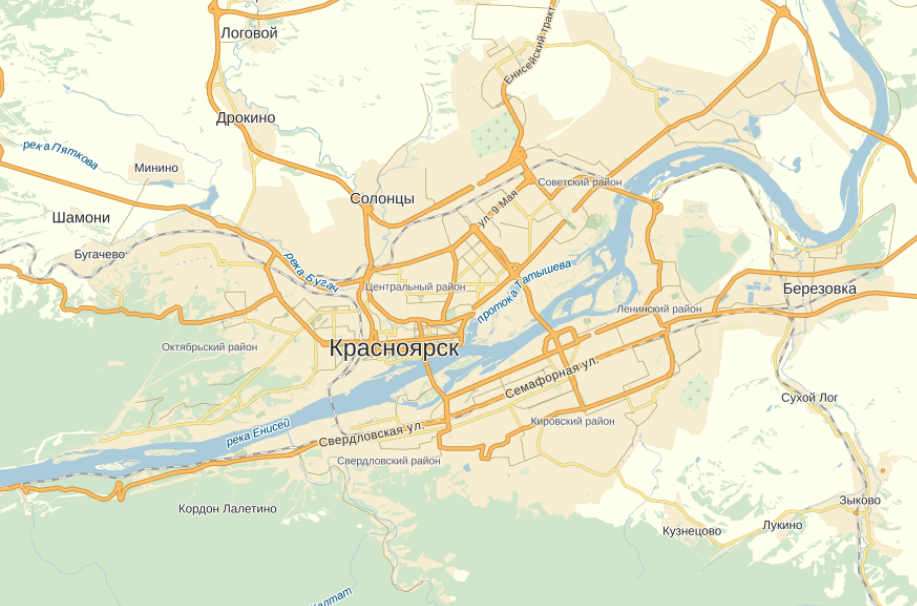 Логовой
Енисейский тракт
Дрокино
река Пяткова
Минино
Солонцы
Советский район
ул. 9 Мая
Шамони
Бугачево
река Бугач
Центральный район
протока Татышева
Березовка
Ленинский район
Октябрьский район
Красноярск
Семафорная ул.
Сухой Лог
река Енисей
Свердловская ул.
Кировский район
Свердловский район
Кордон Лалетино
Зыково
Лукино
Кузнецово